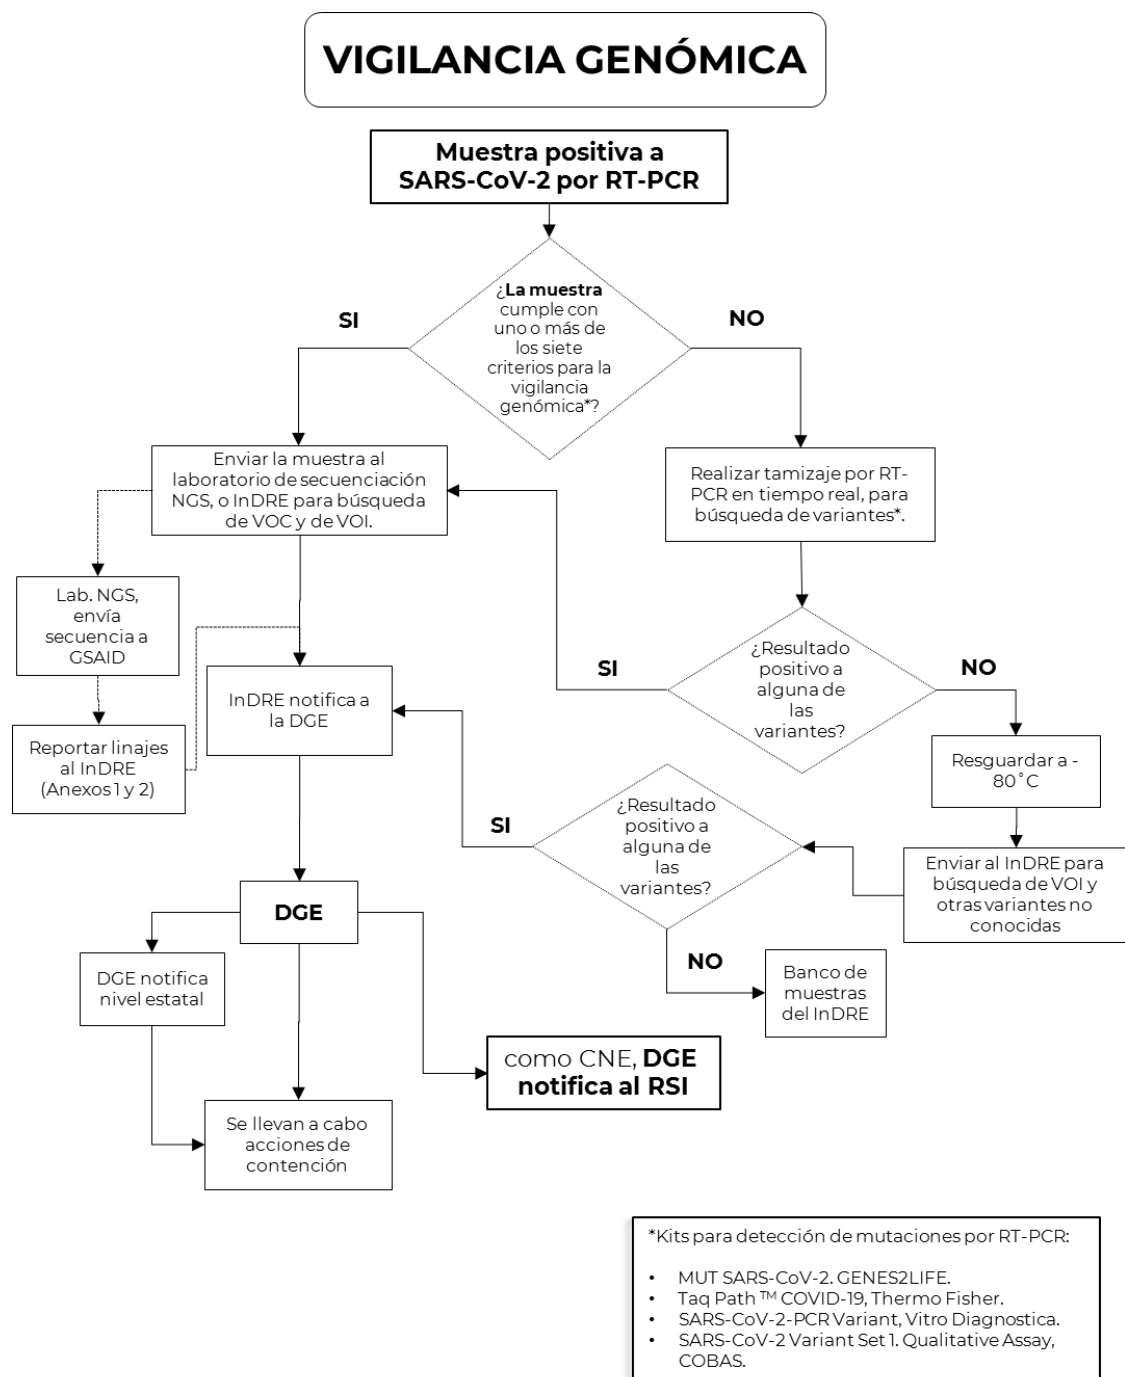 VIGILANCIA GENÓMICA
Muestra positiva a
SARS-CoV-2 por RT-PCR
¿La muestra
cumple con
uno o más de
los siete
criterios para la
vigilancia
genómica*?
SI
NO
Enviar la muestra al
laboratorio de secuenciación
NGS, o InDRE para búsqueda
de VOC y de VOI.
Realizar tamizaje por RT-
PCR en tiempo real, para
búsqueda de variantes*.
Lab. NGS,
envía
secuencia a
GSAID
¿Resultado
positivo a
alguna de
las
variantes?
SI
NO
InDRE notifica a
la DGE
Reportar linajes
al InDRE
(Anexos 1 y 2)
Resguardar a -
80°C
¿Resultado
positivo a
alguna de
las
variantes?
SI
Enviar al InDRE para
búsqueda de VOI y
otras variantes no
conocidas
DGE
NO
Banco de
muestras
del InDRE
DGE notifica
nivel estatal
como CNE, DGE
notifica al RSI
Se llevan a cabo
acciones de
contención
*Kits para detección de mutaciones por RT-PCR:
• MUT SARS-CoV-2. GENES2LIFE.
• Taq Path ™ COVID-19, Thermo Fisher.
• SARS-CoV-2-PCR Variant, Vitro Diagnostica.
• SARS-CoV-2 Variant Set 1. Qualitative Assay,
COBAS.